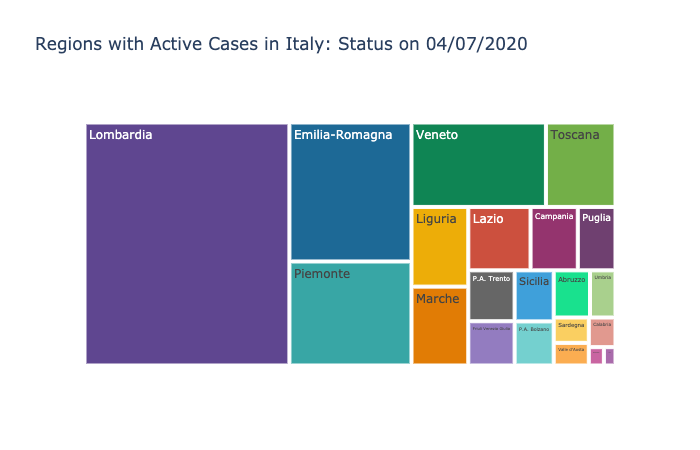 Regions with Active Cases in Italy: Status on 04/07/2020
Lombardia
Emilia-Romagna
Piemonte
Veneto
Toscana
Liguria
Marche
Lazio
Campania
Puglia
P.A. Trento
Sicilia
Abruzzo
Umbria
Friuli Venezia Giulia
P.A. Bolzano
Sardegna
Calabria
Valle d'Aosta